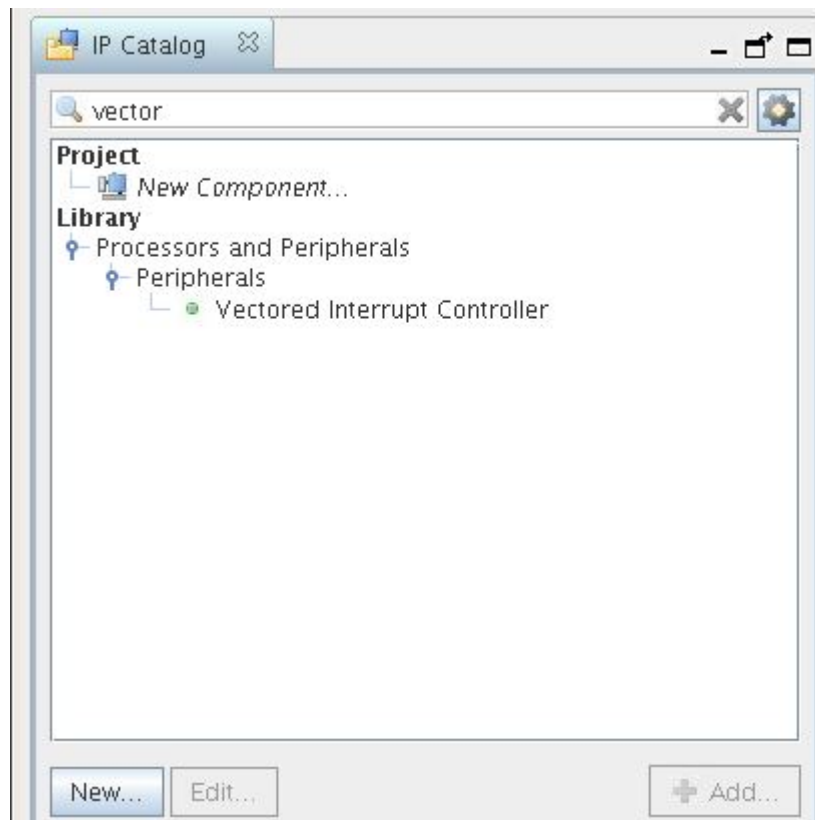 IP Catalog
vector
Project
New Component...
Library
Processors and Peripherals
Peripherals
Vectored Interrupt Controller
New...
Edit...
Add...